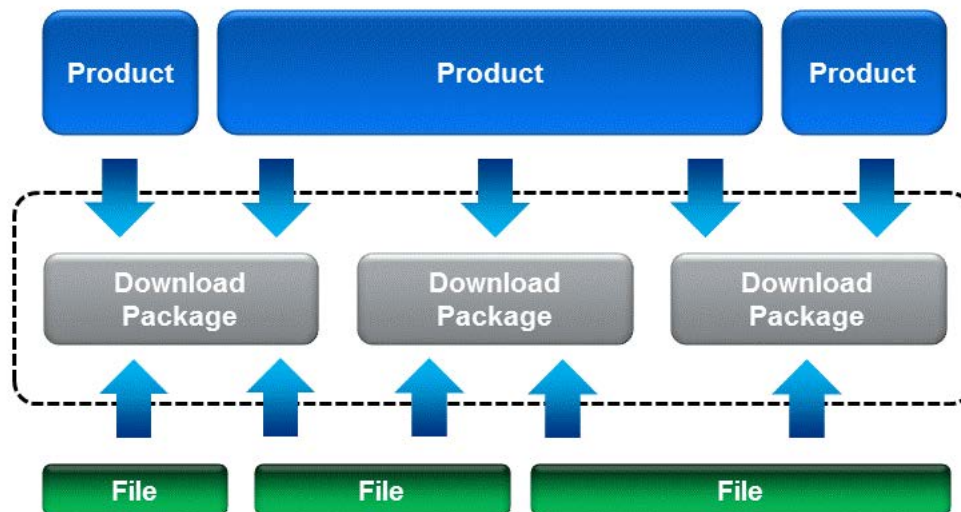 Product
Product
Product
Download
Package
Download
Package
Download
Package
File
File
File